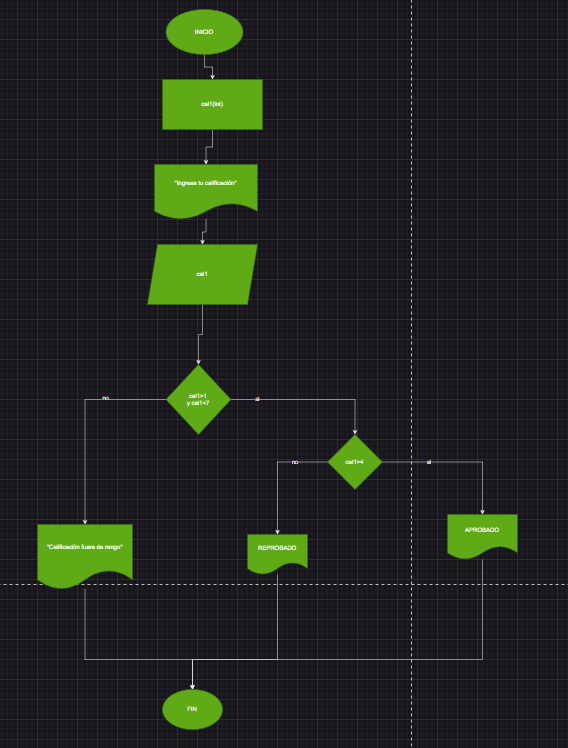 INICIO
cal1(int)
"Ingresa tu calificación"
cal1
cal1>1
y cal1<7
no
si
cal1>4
no
si
"Calificación fuera de rango"
REPROBADO
APROBADO
FIN